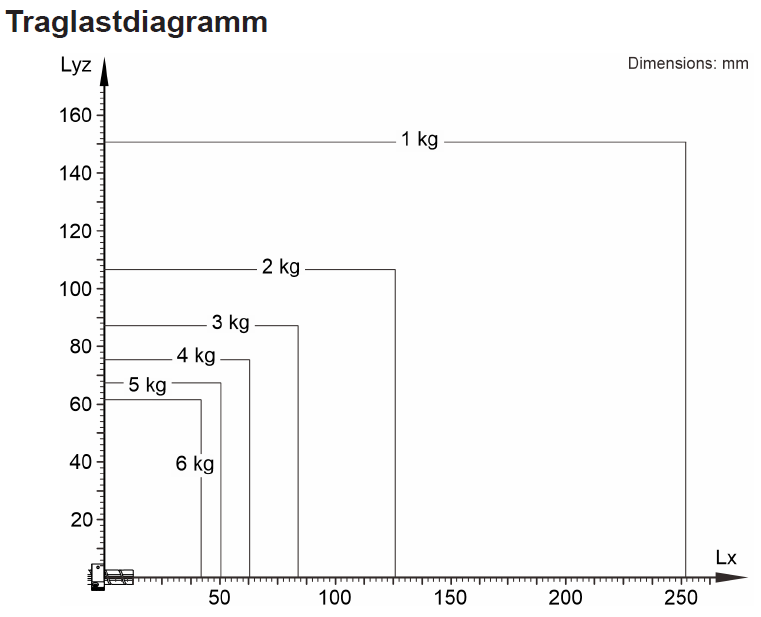 Traglastdiagramm
Lyz
Dimensions: mm
160
1 kg
140
120
2 kg
100
3 kg
80
4 kg
5 kg
60
6 kg
40
20
Lx
50 100 150 200 250